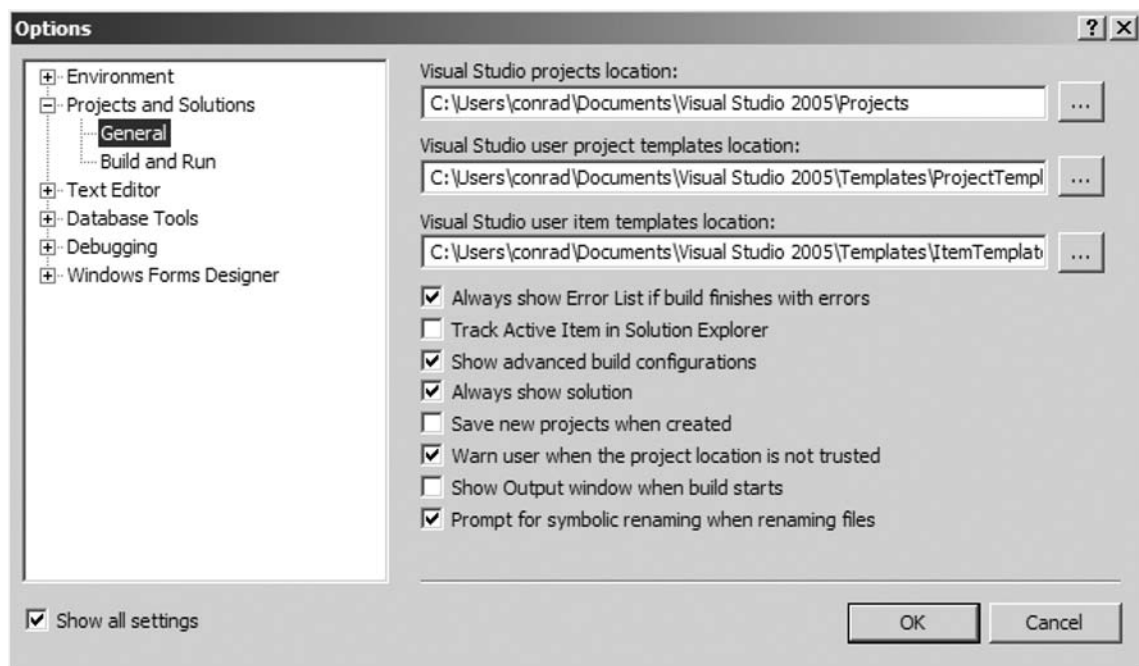 Options
Environment
Projects and Solutions
General
Build and Run
Text Editor
Database Tools
Debugging
Windows Forms Designer
Visual Studio projects location:
C:\Users\conrad\Documents\Visual Studio 2005\Projects
...
Visual Studio user project templates location:
C:\Users\conrad\Documents\Visual Studio 2005\Templates\ProjectTempl
...
Visual Studio user item templates location:
C:\Users\conrad\Documents\Visual Studio 2005\Templates\ItemTemplat
...
Always show Error List if build finishes with errors
Track Active Item in Solution Explorer
Show advanced build configurations
Always show solution
Save new projects when created
Warn user when the project location is not trusted
Show Output window when build starts
Prompt for symbolic renaming when renaming files
Show all settings
OK
Cancel